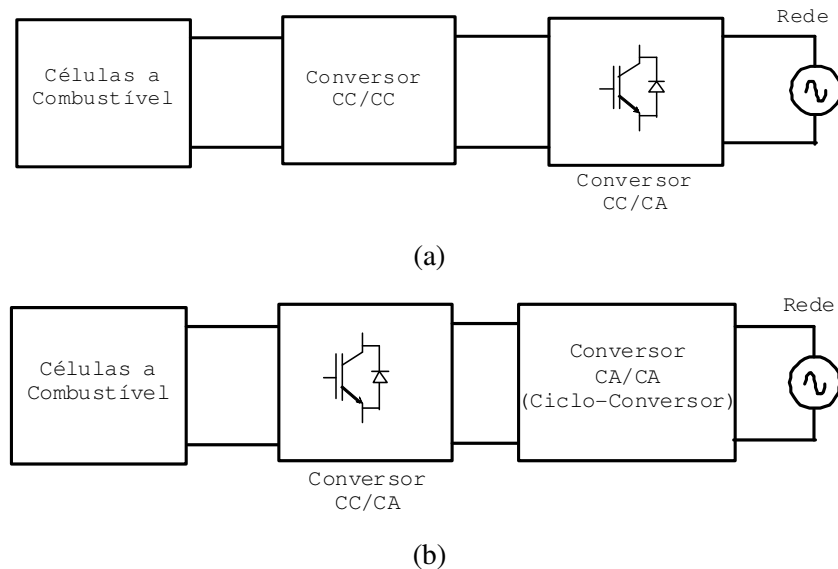 Rede
Células a
Combustível
Conversor
CC/CC
Conversor
CC/CA
(a)
Rede
Células a
Combustível
Conversor
CA/CA
(Ciclo-Conversor)
Conversor
CC/CA
(b)